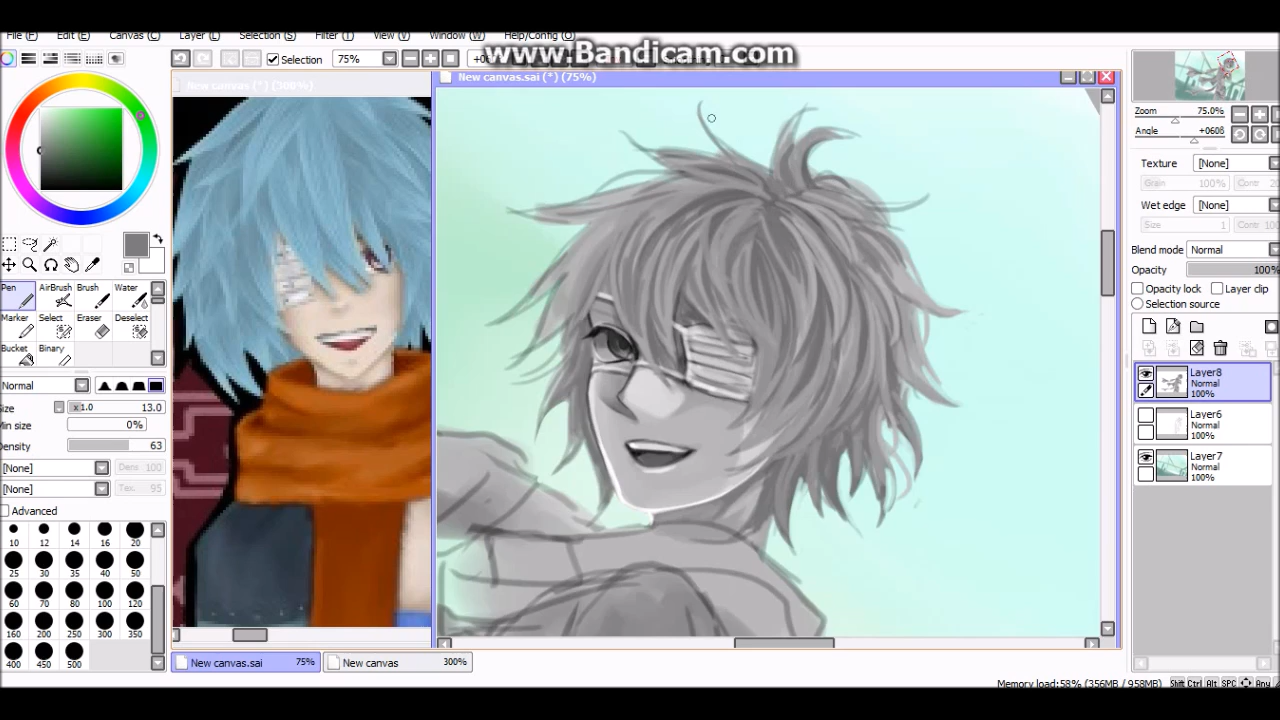 File (F) Edit (E) Canvas (C) Layer (L) Selection (S) Filter (T) View (V) Window (W) Help/Config (O)
www.Bandicam.com
Selection 75%
New canvas (*) (300%)
New canvas.sai (*) (75%)
Zoom 75.0%
Angle +0608
Texture [None]
Grain 100%
Wet edge [None]
Size 1
Blend mode Normal
Opacity 100%
Opacity lock Layer clip
Selection source
Pen AirBrush Brush Water
Marker Select Eraser Deselect
Bucket Binary
Normal
Size x1.0 13.0
Min size 0%
Density 63
[None]
[None] 95
Advanced
10 12 14 16 20
25 30 35 40 50
60 70 80 100 120
160 200 250 300 350
400 450 500
Layer8
Normal
100%
Layer6
Normal
100%
Layer7
Normal
100%
New canvas.sai 75% New canvas 300%
Memory load:58% (356MB / 958MB) Shift Ctrl Alt SPC Any